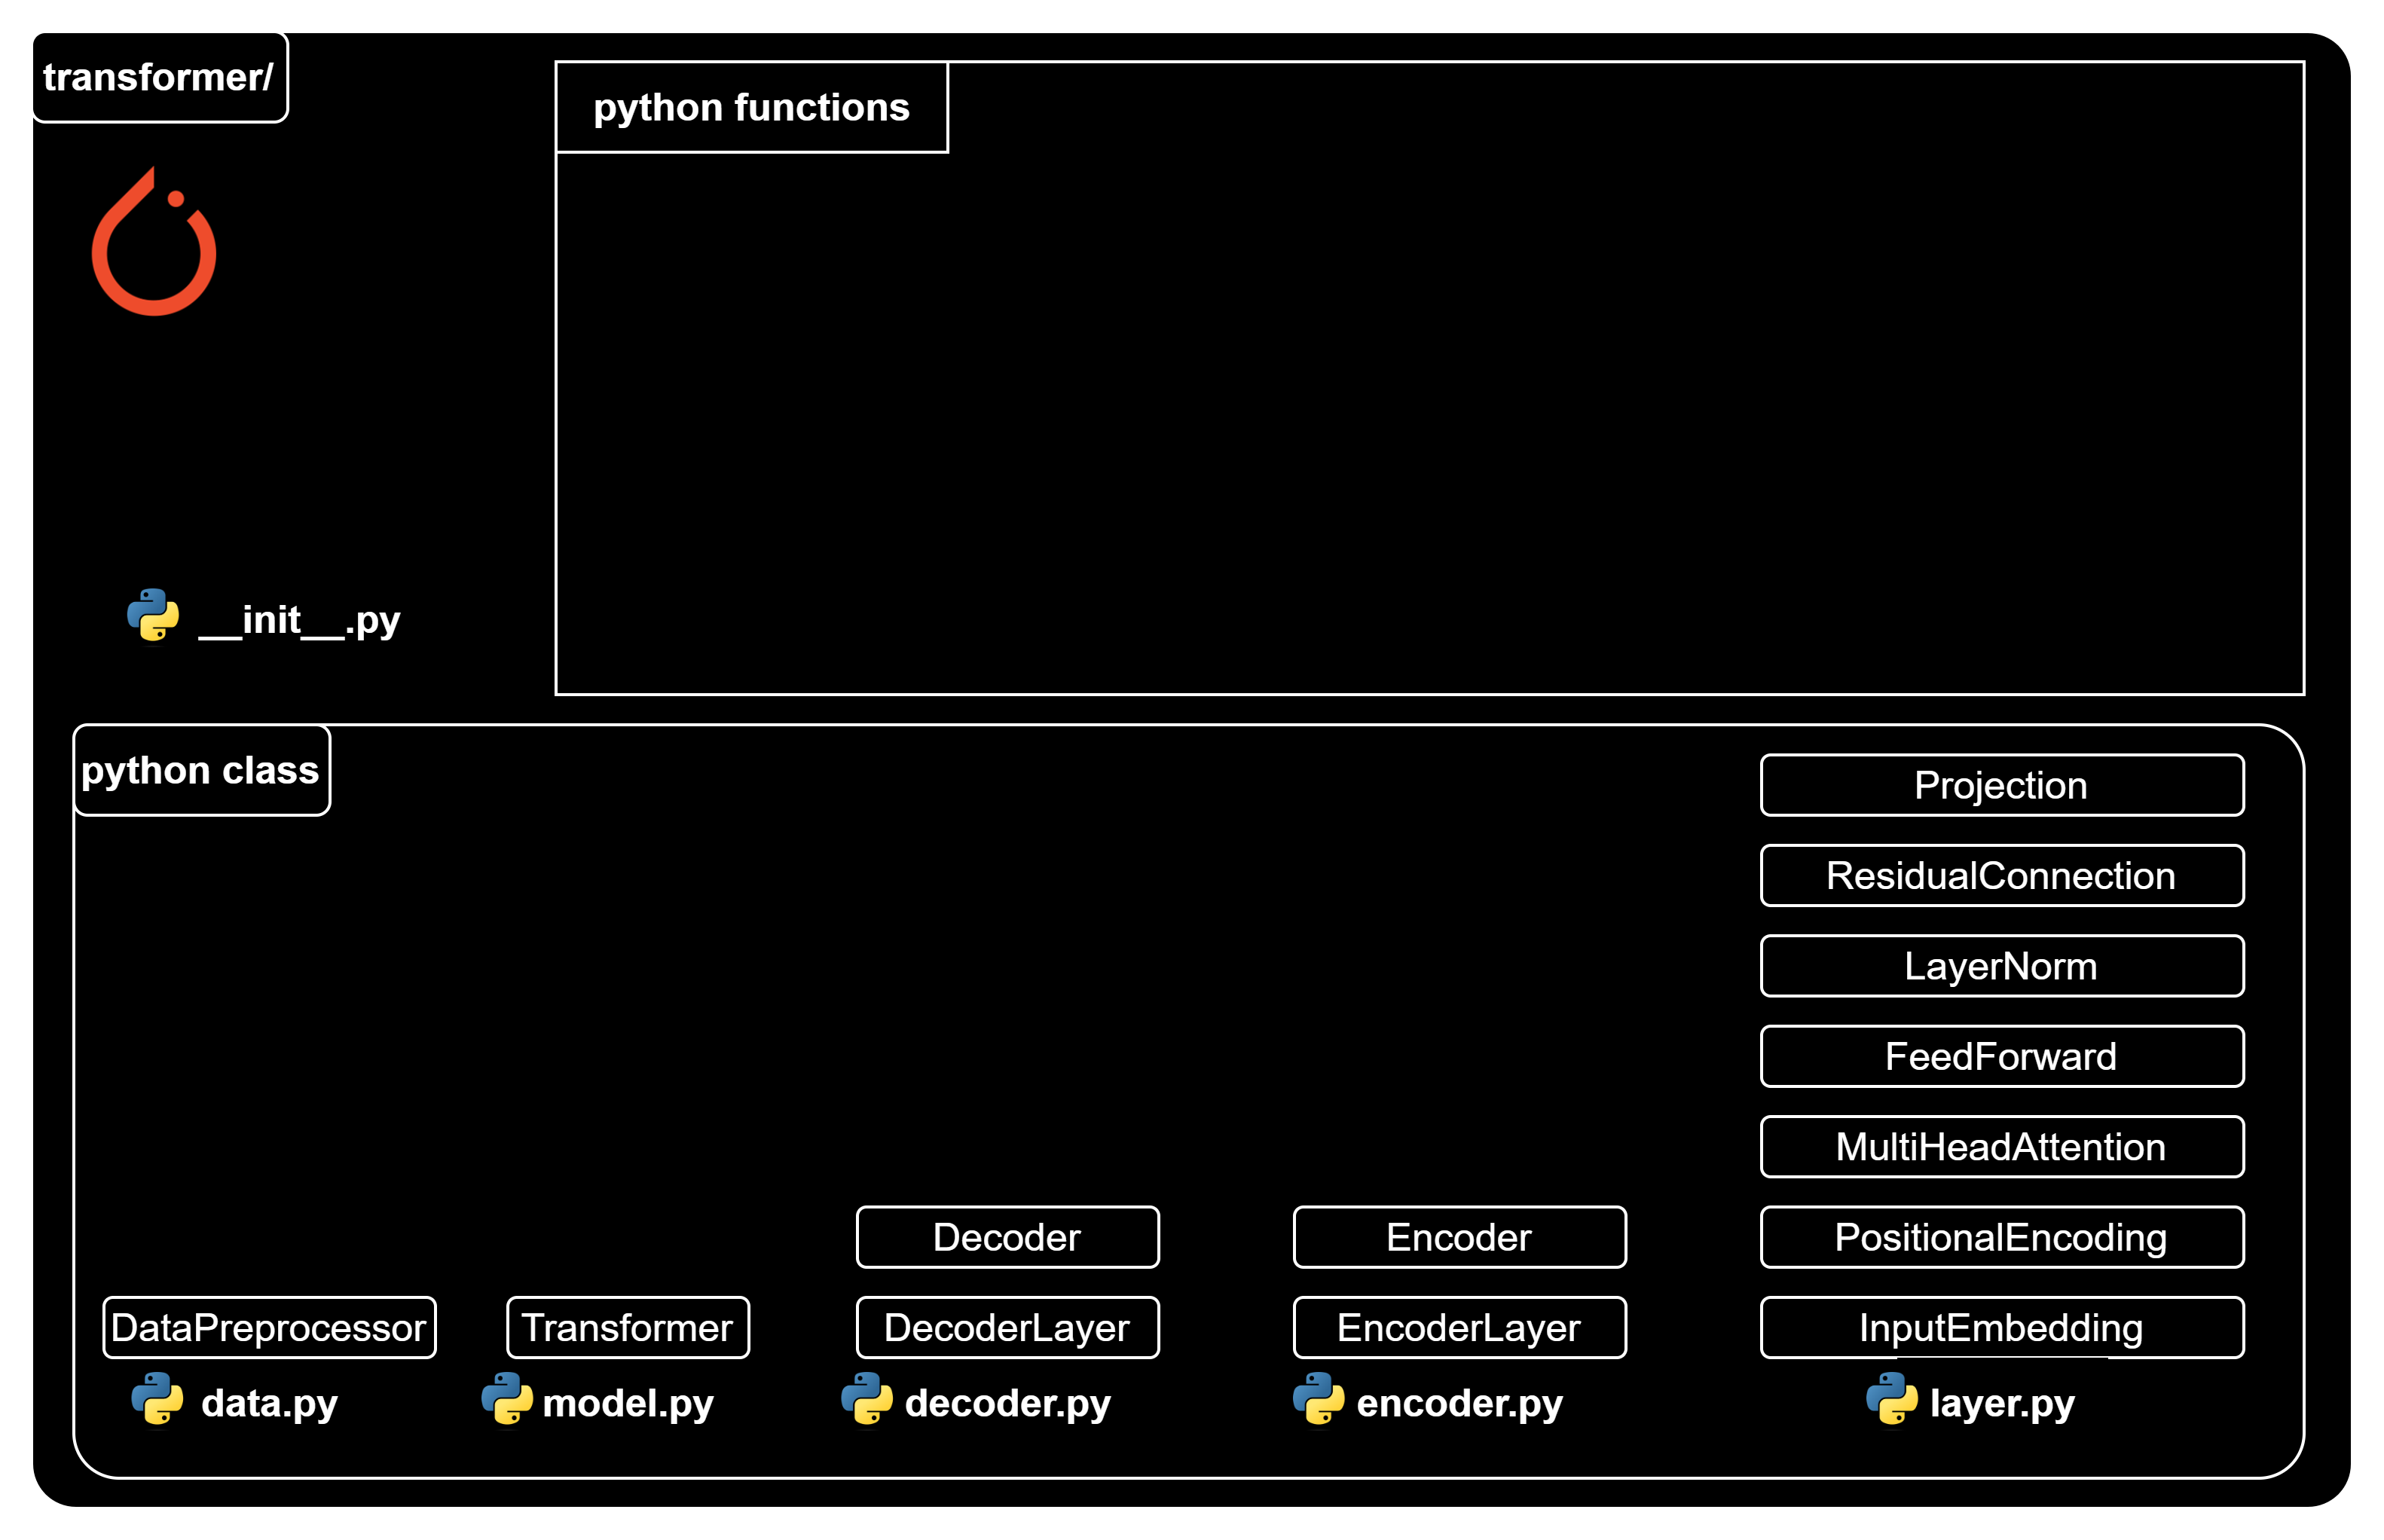 transformer/
python functions
__init__.py
python class
Projection
ResidualConnection
LayerNorm
FeedForward
MultiHeadAttention
Decoder
Encoder
PositionalEncoding
DataPreprocessor
Transformer
DecoderLayer
EncoderLayer
InputEmbedding
data.py
model.py
decoder.py
encoder.py
layer.py